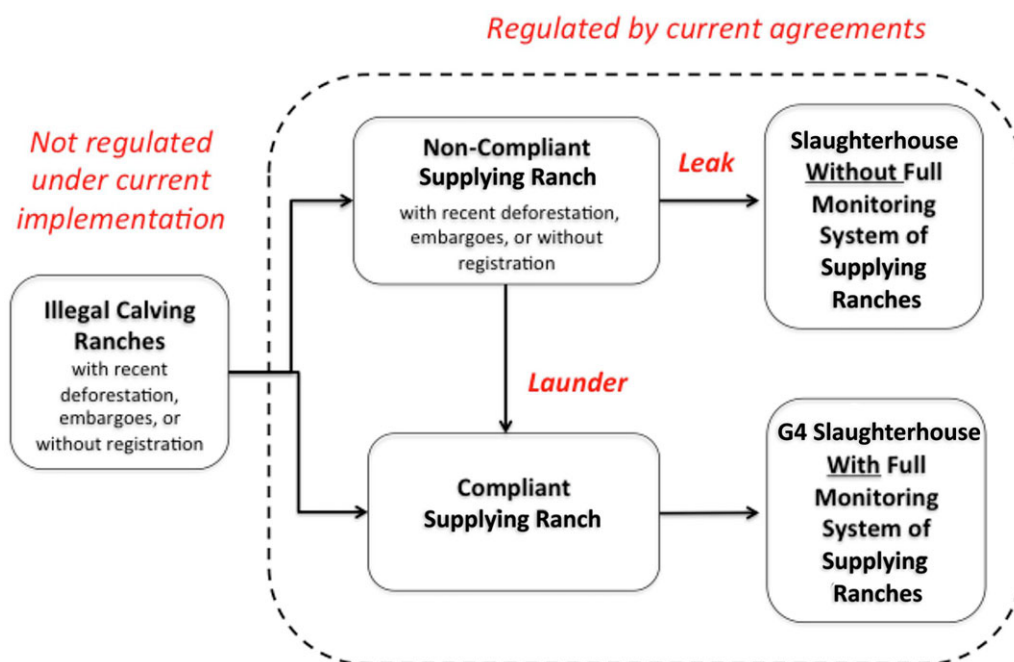 Regulated by current agreements
Not regulated
under current
implementation
Illegal Calving
Ranches
with recent
deforestation,
embargoes, or
without registration
Non-Compliant
Supplying Ranch
with recent deforestation,
embargoes, or without
registration
Leak
Slaughterhouse
Without Full
Monitoring
System of
Supplying
Ranches
Launder
Compliant
Supplying Ranch
G4 Slaughterhouse
With Full
Monitoring
System of
Supplying
Ranches